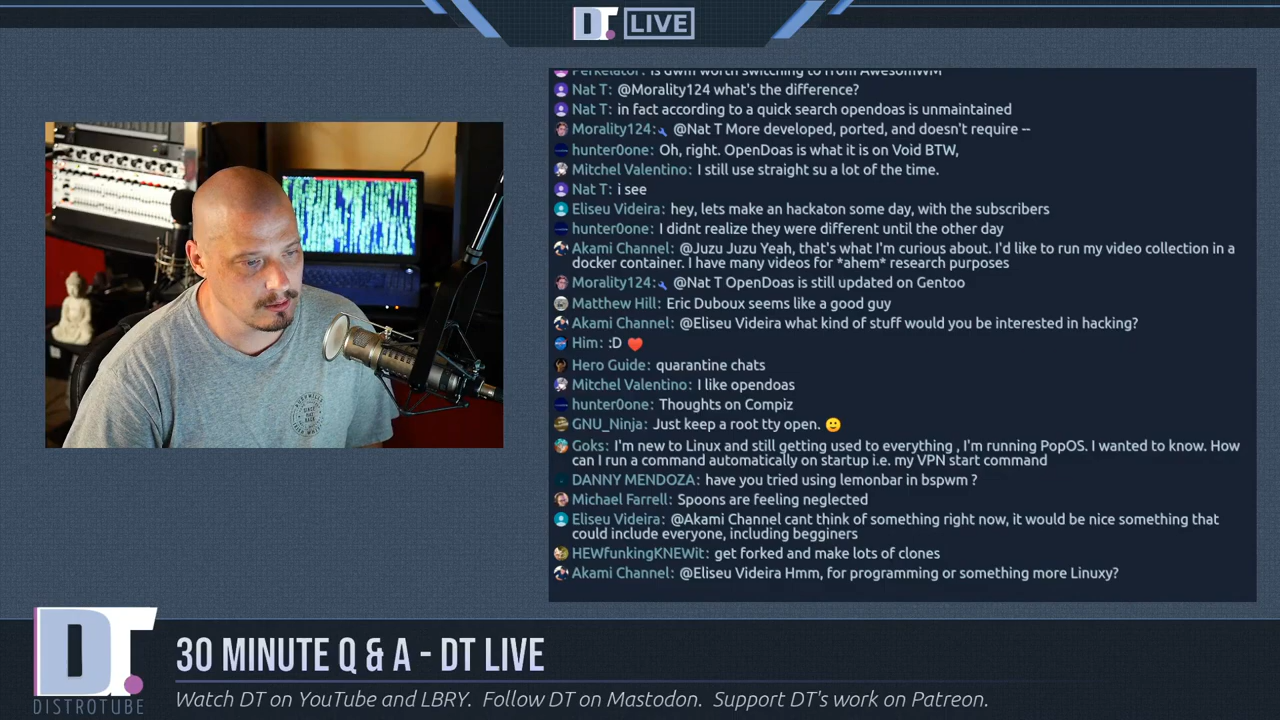 DT. LIVE
Perkelator: is dwm worth switching to from AwesomWM
Nat T: @Morality124 what's the difference?
Nat T: in fact according to a quick search opendoas is unmaintained
Morality124: @Nat T More developed, ported, and doesn't require --
hunter0one: Oh, right. OpenDoas is what it is on Void BTW,
Mitchel Valentino: I still use straight su a lot of the time.
Nat T: i see
Eliseu Videira: hey, lets make an hackaton some day, with the subscribers
hunter0one: I didnt realize they were different until the other day
Akami Channel: @Juzu Juzu Yeah, that's what I'm curious about. I'd like to run my video collection in a
docker container. I have many videos for *ahem* research purposes
Morality124: @Nat T OpenDoas is still updated on Gentoo
Matthew Hill: Eric Duboux seems like a good guy
Akami Channel: @Eliseu Videira what kind of stuff would you be interested in hacking?
Him: :D ❤️
Hero Guide: quarantine chats
Mitchel Valentino: I like opendoas
hunter0one: Thoughts on Compiz
GNU_Ninja: Just keep a root tty open. 🙂
Goks: I'm new to Linux and still getting used to everything , I'm running PopOS. I wanted to know. How
can I run a command automatically on startup i.e. my VPN start command
DANNY MENDOZA: have you tried using lemonbar in bspwm ?
Michael Farrell: Spoons are feeling neglected
Eliseu Videira: @Akami Channel cant think of something right now, it would be nice something that
could include everyone, including begginers
HEWfunkingKNEWit: get forked and make lots of clones
Akami Channel: @Eliseu Videira Hmm, for programming or something more Linuxy?
DT.
DISTROTUBE
30 MINUTE Q & A - DT LIVE
Watch DT on YouTube and LBRY. Follow DT on Mastodon. Support DT's work on Patreon.